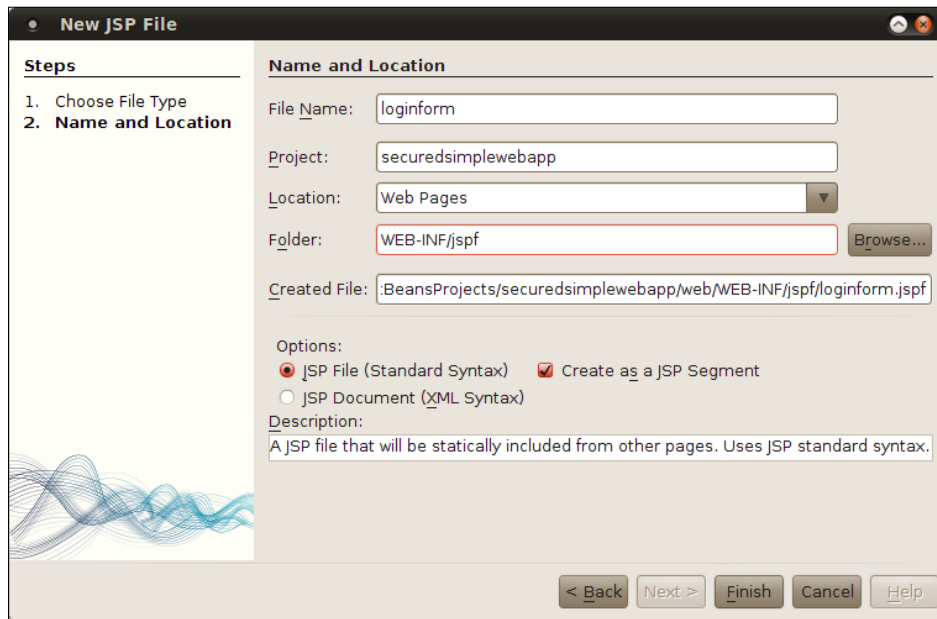 New JSP File
Steps
1. Choose File Type
2. Name and Location
Name and Location
File Name: loginform
Project: securedsimplewebapp
Location: Web Pages
Folder: WEB-INF/jspf Browse...
Created File: :BeansProjects/securedsimplewebapp/web/WEB-INF/jspf/loginform.jspf
Options:
JSP File (Standard Syntax) Create as a JSP Segment
JSP Document (XML Syntax)
Description:
A JSP file that will be statically included from other pages. Uses JSP standard syntax.
< Back Next > Finish Cancel Help